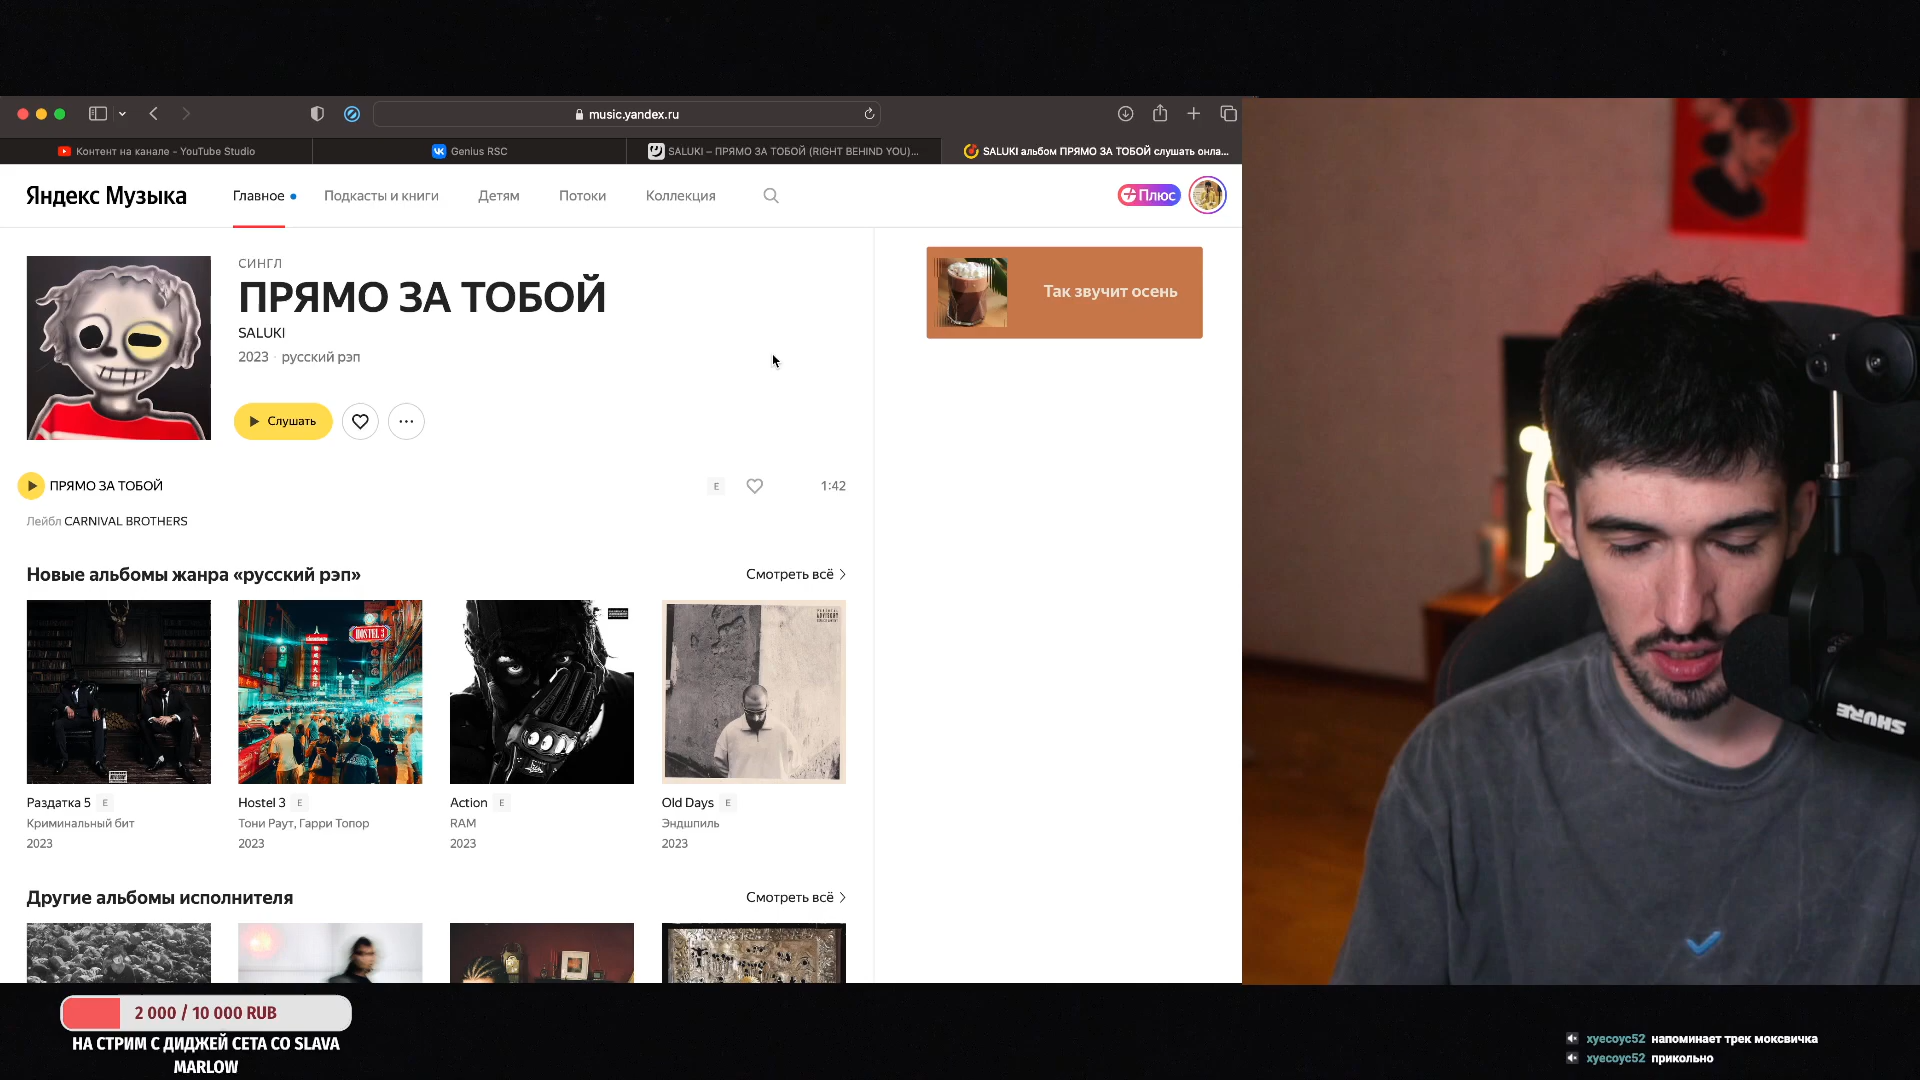 music.yandex.ru
Контент на канале – YouTube Studio
Genius RSC
SALUKI – ПРЯМО ЗА ТОБОЙ (RIGHT BEHIND YOU)...
SALUKI альбом ПРЯМО ЗА ТОБОЙ слушать онла...
Яндекс Музыка
Главное
Подкасты и книги
Детям
Потоки
Коллекция
Плюс
СИНГЛ
ПРЯМО ЗА ТОБОЙ
SALUKI
2023 · русский рэп
Слушать
Так звучит осень
ПРЯМО ЗА ТОБОЙ
E
1:42
Лейбл CARNIVAL BROTHERS
Новые альбомы жанра «русский рэп»
Смотреть всё
HOSTEL 3
Раздатка 5 E
Криминальный бит
2023
Hostel 3 E
Тони Раут, Гарри Топор
2023
Action E
RAM
2023
Old Days E
Эндшпиль
2023
Другие альбомы исполнителя
Смотреть всё
SHURE
2 000 / 10 000 RUB
НА СТРИМ С ДИДЖЕЙ СЕТА СО SLAVA
MARLOW
xyecoyc52 напоминает трек моксвичка
xyecoyc52 прикольно